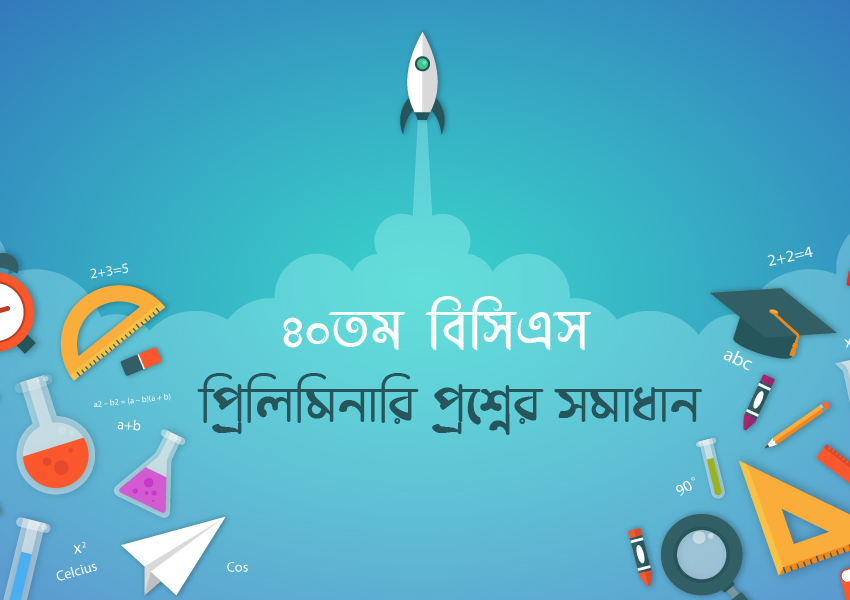 2+3=5
2+2=4
৪০তম বিসিএস
abc
প্রিলিমিনারি প্রশ্নের সমাধান
a2 – b2 = (a – b)(a + b)
a+b
90°
x²
Celcius
Cos